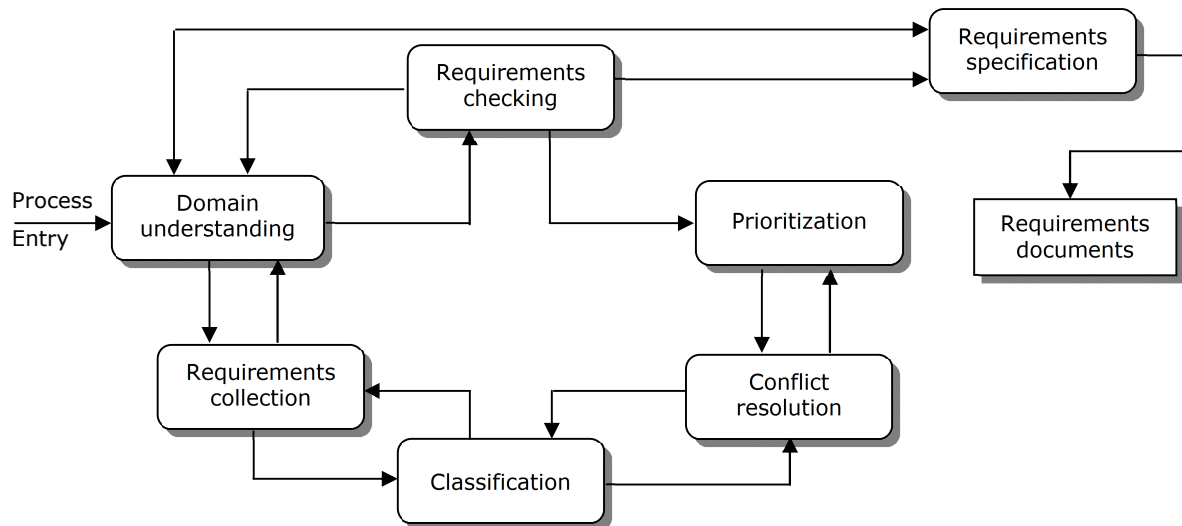 Requirements
specification
Requirements
checking
Process
Entry
Domain
understanding
Prioritization
Requirements
documents
Requirements
collection
Conflict
resolution
Classification